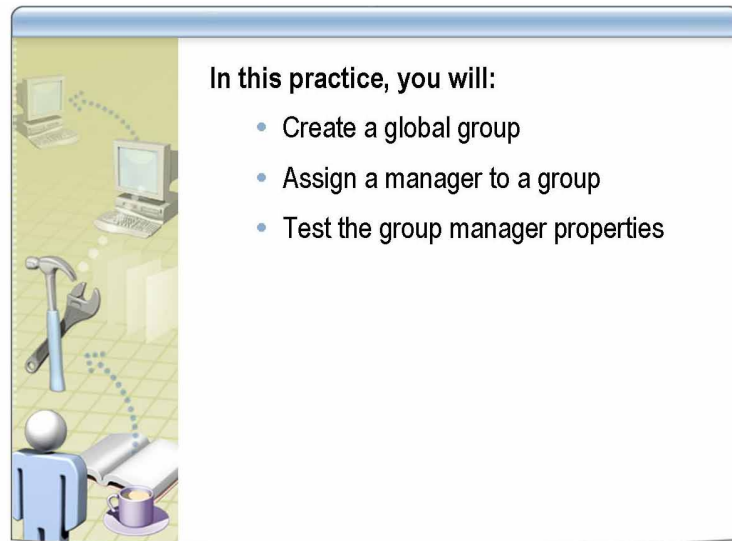 In this practice, you will:
• Create a global group
• Assign a manager to a group
• Test the group manager properties